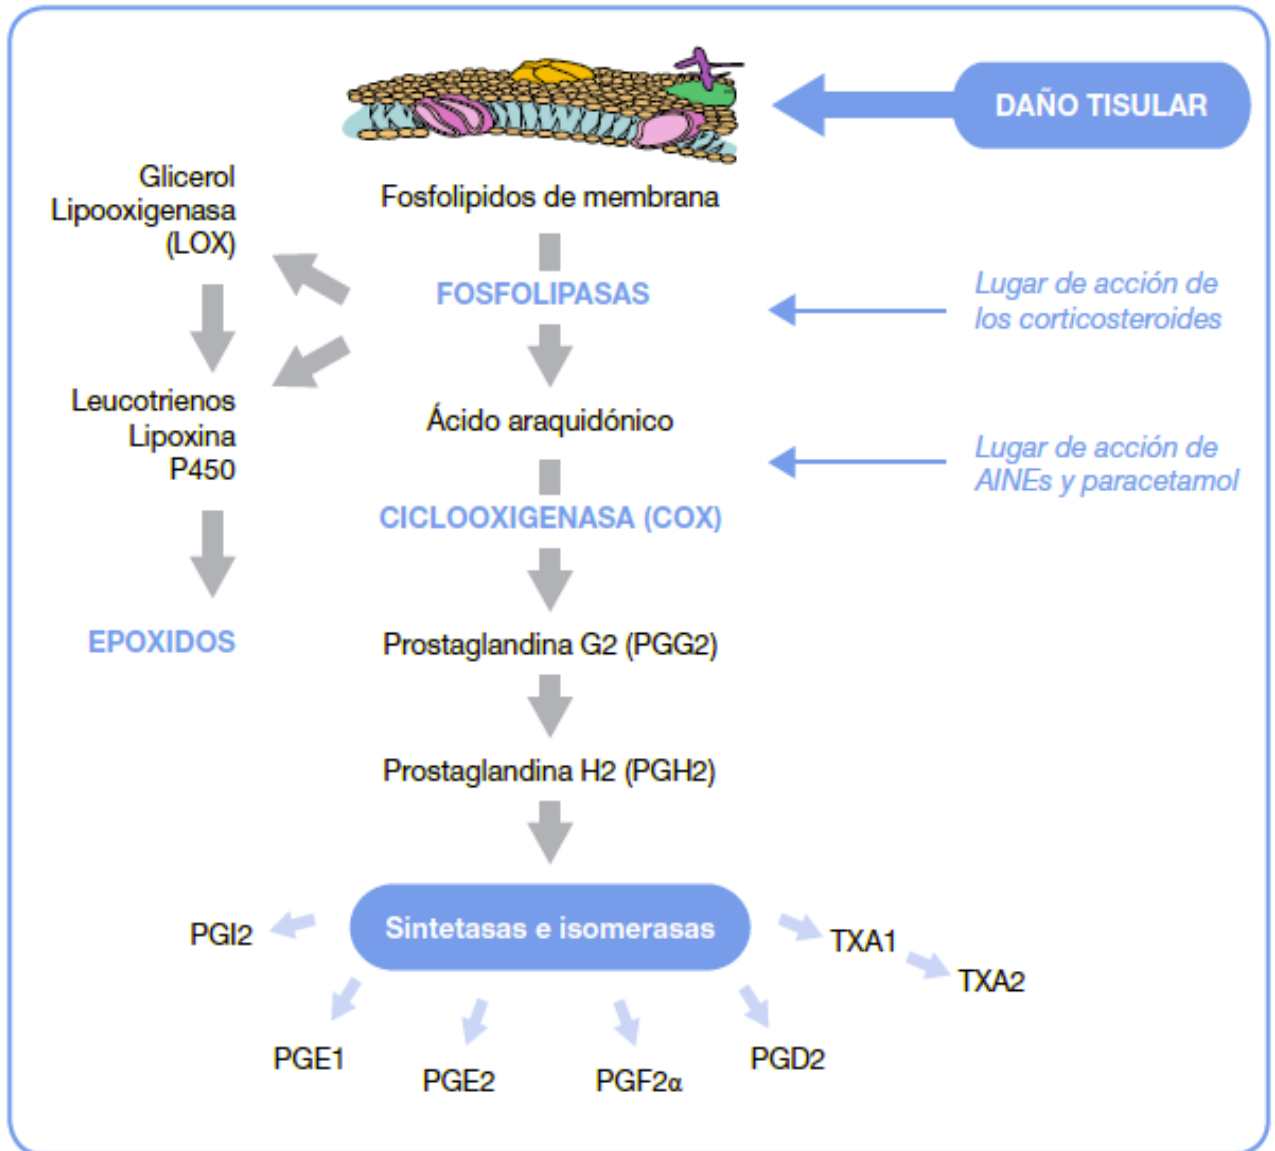 DAÑO TISULAR
Glicerol
Lipooxigenasa
(LOX)
Fosfolipidos de membrana
FOSFOLIPASAS
Lugar de acción de
los corticosteroides
Leucotrienos
Lipoxina
P450
Ácido araquidónico
Lugar de acción de
AINEs y paracetamol
CICLOOXIGENASA (COX)
EPOXIDOS
Prostaglandina G2 (PGG2)
Prostaglandina H2 (PGH2)
Sintetasas e isomerasas
PGI2
TXA1
TXA2
PGE1
PGE2
PGF2α
PGD2